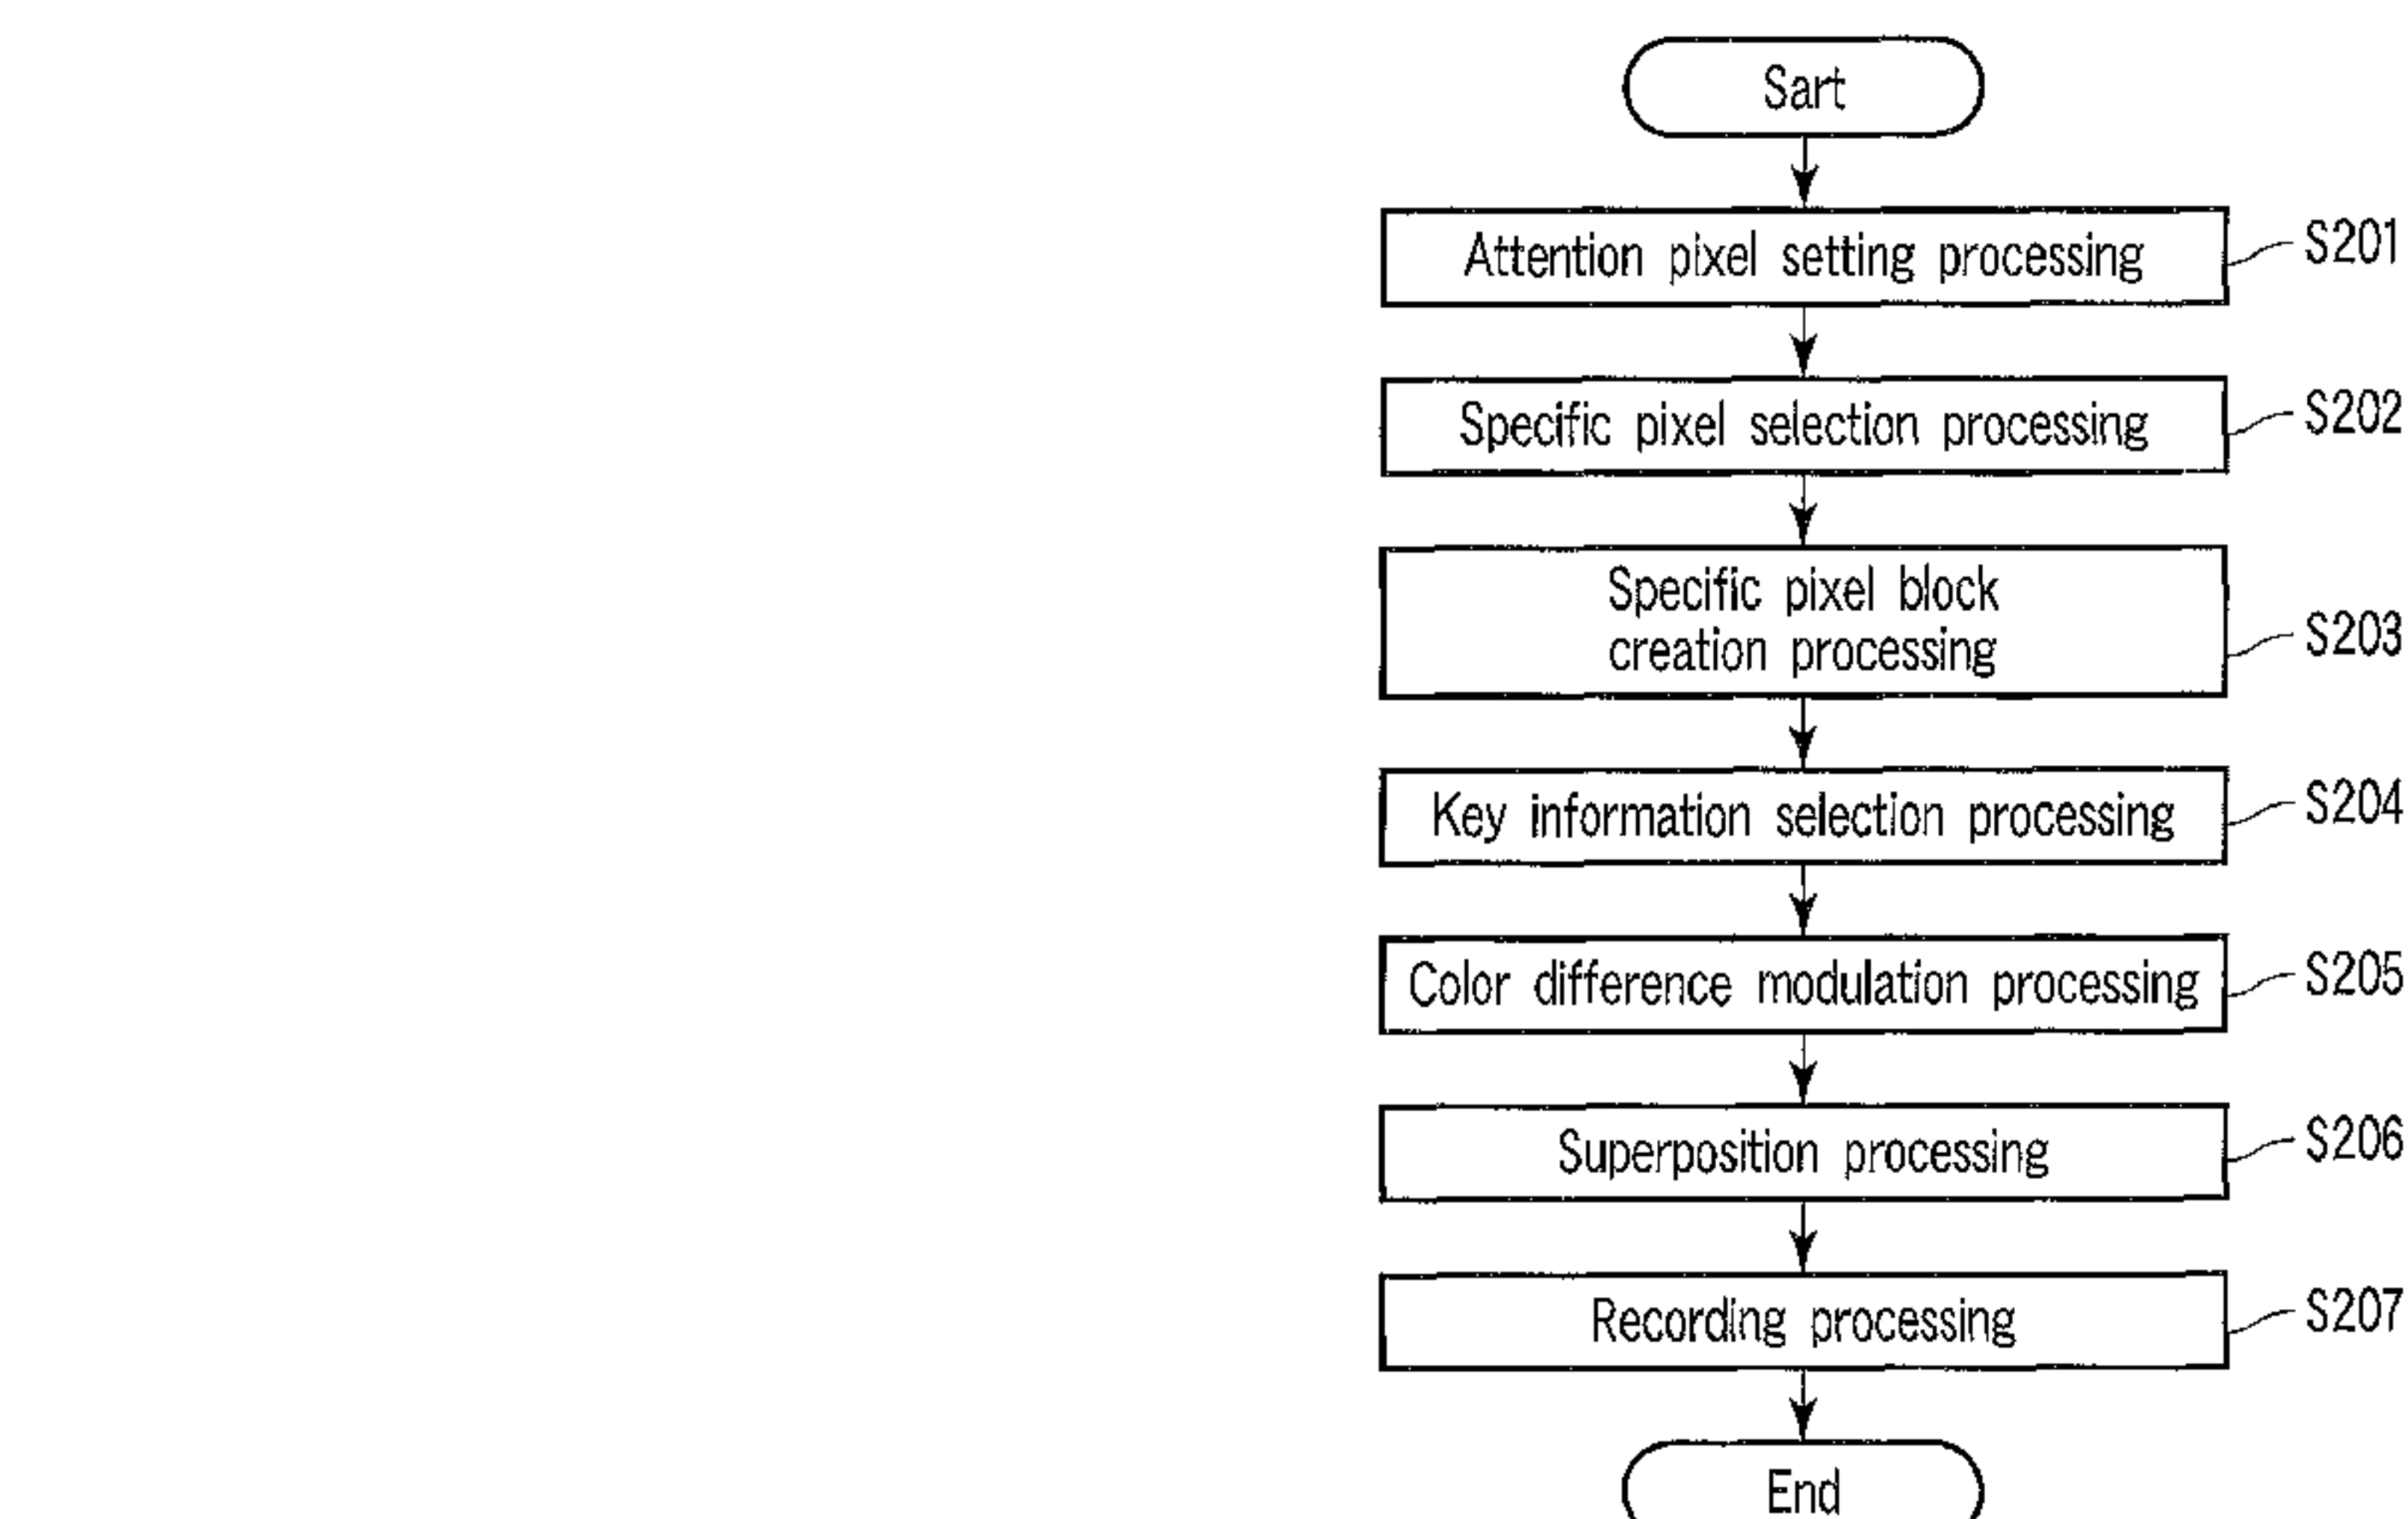 Sart
Attention pixel setting processing
S201
Specific pixel selection processing
S202
Specific pixel block
creation processing
S203
Key information selection processing
S204
Color difference modulation processing
S205
Superposition processing
S206
Recording processing
S207
End